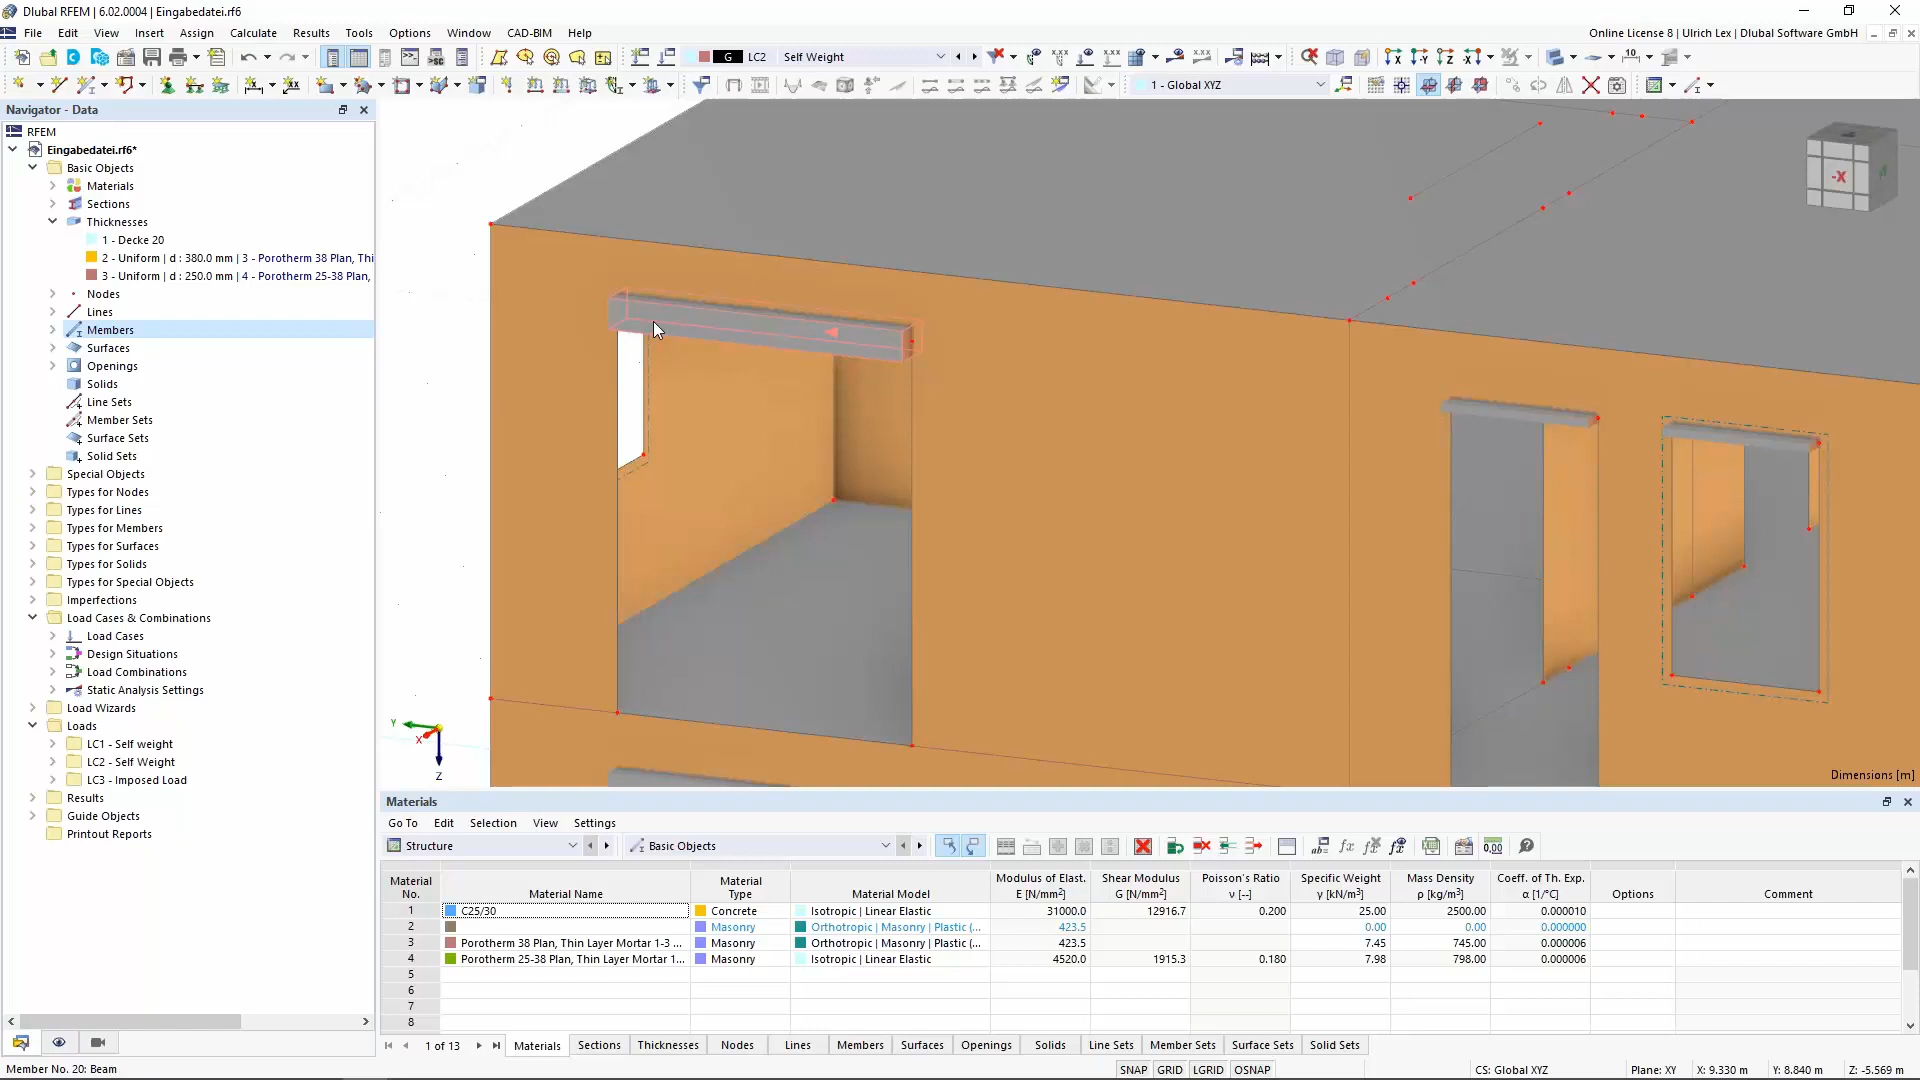 Dlubal RFEM | 6.02.0004 | Eingabedatei.rf6
File Edit View Insert Assign Calculate Results Tools Options Window CAD-BIM Help
Online License 8 | Ulrich Lex | Dlubal Software GmbH
G LC2 Self Weight
1 - Global XYZ
Navigator - Data
RFEM
Eingabedatei.rf6*
Basic Objects
Materials
Sections
Thicknesses
1 - Decke 20
2 - Uniform | d : 380.0 mm | 3 - Porotherm 38 Plan, Thi
3 - Uniform | d : 250.0 mm | 4 - Porotherm 25-38 Plan,
Nodes
Lines
Members
Surfaces
Openings
Solids
Line Sets
Member Sets
Surface Sets
Solid Sets
Special Objects
Types for Nodes
Types for Lines
Types for Members
Types for Surfaces
Types for Solids
Types for Special Objects
Imperfections
Load Cases & Combinations
Load Cases
Design Situations
Load Combinations
Static Analysis Settings
Load Wizards
Loads
LC1 - Self weight
LC2 - Self Weight
LC3 - Imposed Load
Results
Guide Objects
Printout Reports
-X
Y
X
Z
Dimensions [m]
Materials
Go To Edit Selection View Settings
Structure Basic Objects
Material No. Material Name Material Type Material Model Modulus of Elast. E [N/mm²] Shear Modulus G [N/mm²] Poisson's Ratio ν [--] Specific Weight γ [kN/m³] Mass Density ρ [kg/m³] Coeff. of Th. Exp. α [1/°C] Options Comment
1 C25/30 Concrete Isotropic | Linear Elastic 31000.0 12916.7 0.200 25.00 2500.00 0.000010
2 Masonry Orthotropic | Masonry | Plastic (... 423.5 0.00 0.00 0.000000
3 Porotherm 38 Plan, Thin Layer Mortar 1-3 ... Masonry Orthotropic | Masonry | Plastic (... 423.5 7.45 745.00 0.000006
4 Porotherm 25-38 Plan, Thin Layer Mortar 1... Masonry Isotropic | Linear Elastic 4520.0 1915.3 0.180 7.98 798.00 0.000006
5
6
7
8
1 of 13 Materials Sections Thicknesses Nodes Lines Members Surfaces Openings Solids Line Sets Member Sets Surface Sets Solid Sets
Member No. 20: Beam
SNAP GRID LGRID OSNAP
CS: Global XYZ
Plane: XY X: 9.330 m Y: 8.840 m Z: -5.569 m